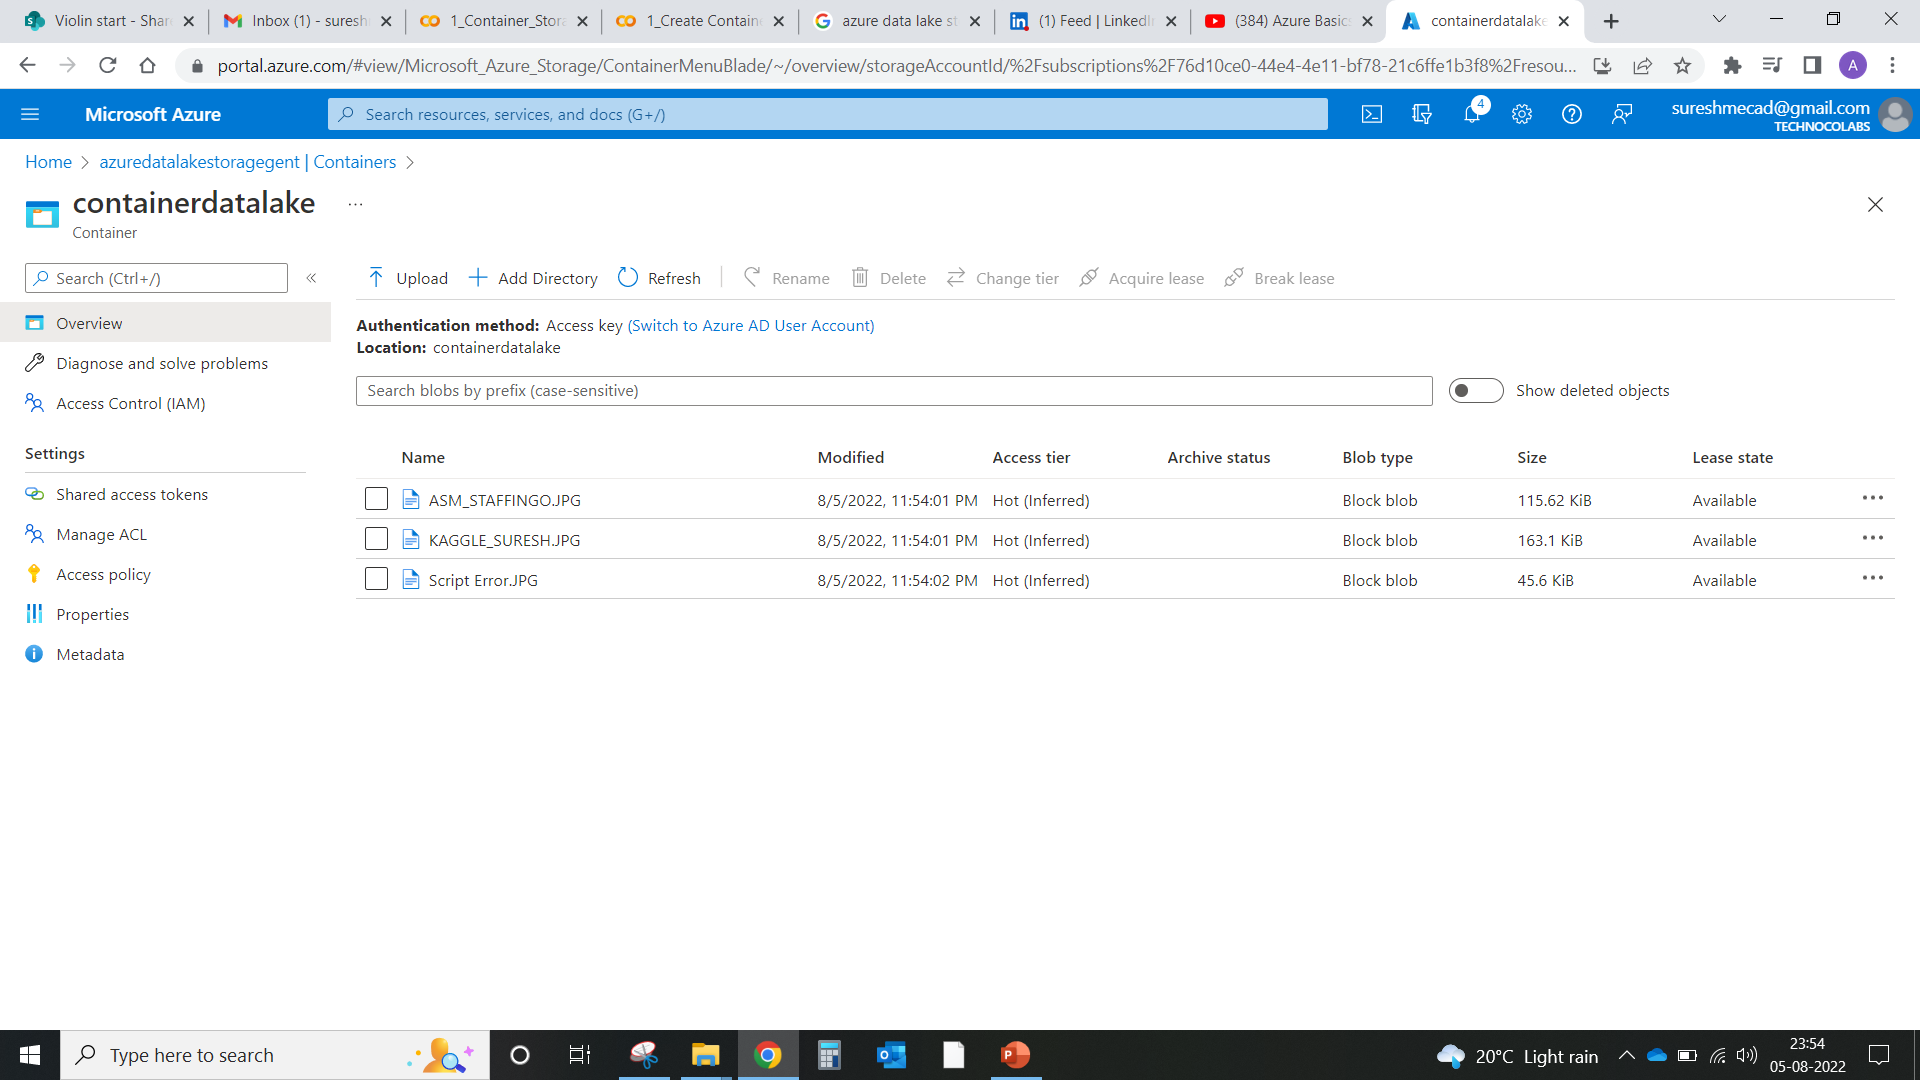 Violin start - Shar
Inbox (1) - suresh
1_Container_Stora
1_Create Contain
azure data lake st
(1) Feed | LinkedIn
(384) Azure Basics
containerdatalake
portal.azure.com/#view/Microsoft_Azure_Storage/ContainerMenuBlade/~/overview/storageAccountId/%2Fsubscriptions%2F76d10ce0-44e4-4e11-bf78-21c6ffe1b3f8%2Fresou...
A
Microsoft Azure
Search resources, services, and docs (G+/)
4
sureshmecad@gmail.com
TECHNOCOLABS
Home > azuredatalakestoragegent | Containers >
containerdatalake ...
Container
Search (Ctrl+/)
«
Overview
Diagnose and solve problems
Access Control (IAM)
Settings
Shared access tokens
Manage ACL
Access policy
Properties
Metadata
Upload Add Directory Refresh Rename Delete Change tier Acquire lease Break lease
Authentication method: Access key (Switch to Azure AD User Account)
Location: containerdatalake
Search blobs by prefix (case-sensitive)
Show deleted objects
Name Modified Access tier Archive status Blob type Size Lease state
ASM_STAFFINGO.JPG 8/5/2022, 11:54:01 PM Hot (Inferred) Block blob 115.62 KiB Available ...
KAGGLE_SURESH.JPG 8/5/2022, 11:54:01 PM Hot (Inferred) Block blob 163.1 KiB Available ...
Script Error.JPG 8/5/2022, 11:54:02 PM Hot (Inferred) Block blob 45.6 KiB Available ...
Type here to search
20°C Light rain
23:54
05-08-2022